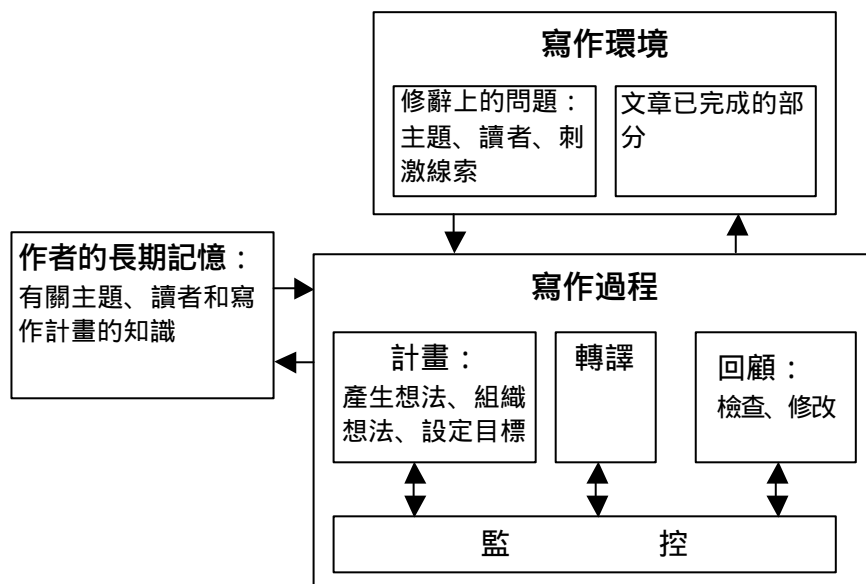 寫作環境
修辭上的問題：
主題、讀者、刺
激線索
文章已完成的部
分
作者的長期記憶：
有關主題、讀者和寫
作計畫的知識
寫作過程
計畫：
產生想法、組織
想法、設定目標
轉譯
回顧：
檢查、修改
監 控